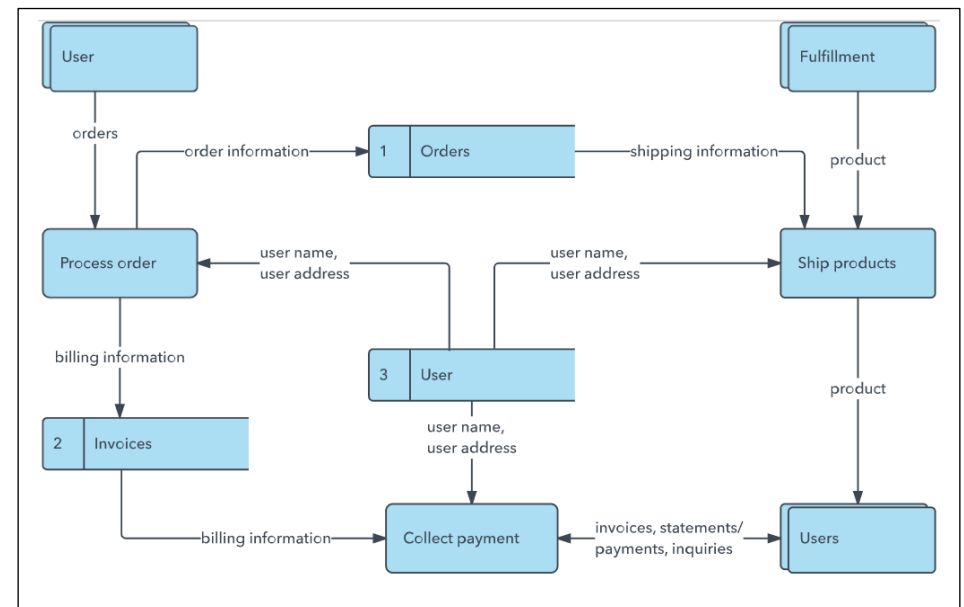 User
Fulfillment
orders
order information
1
Orders
shipping information
product
Process order
user name,
user address
user name,
user address
Ship products
billing information
3
User
product
2
Invoices
user name,
user address
billing information
Collect payment
invoices, statements/
payments, inquiries
Users